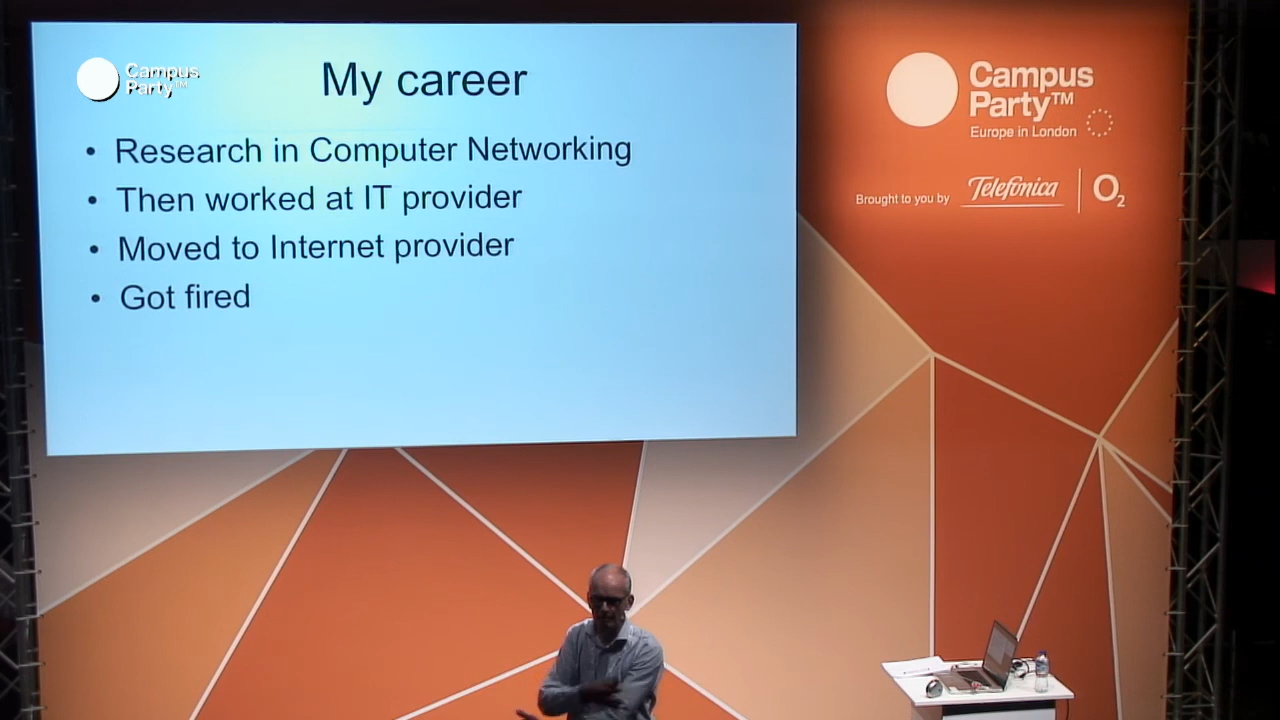 Campus
Party™
My career
• Research in Computer Networking
• Then worked at IT provider
• Moved to Internet provider
• Got fired
Campus
Party™
Europe in London
Brought to you by Telefónica O2